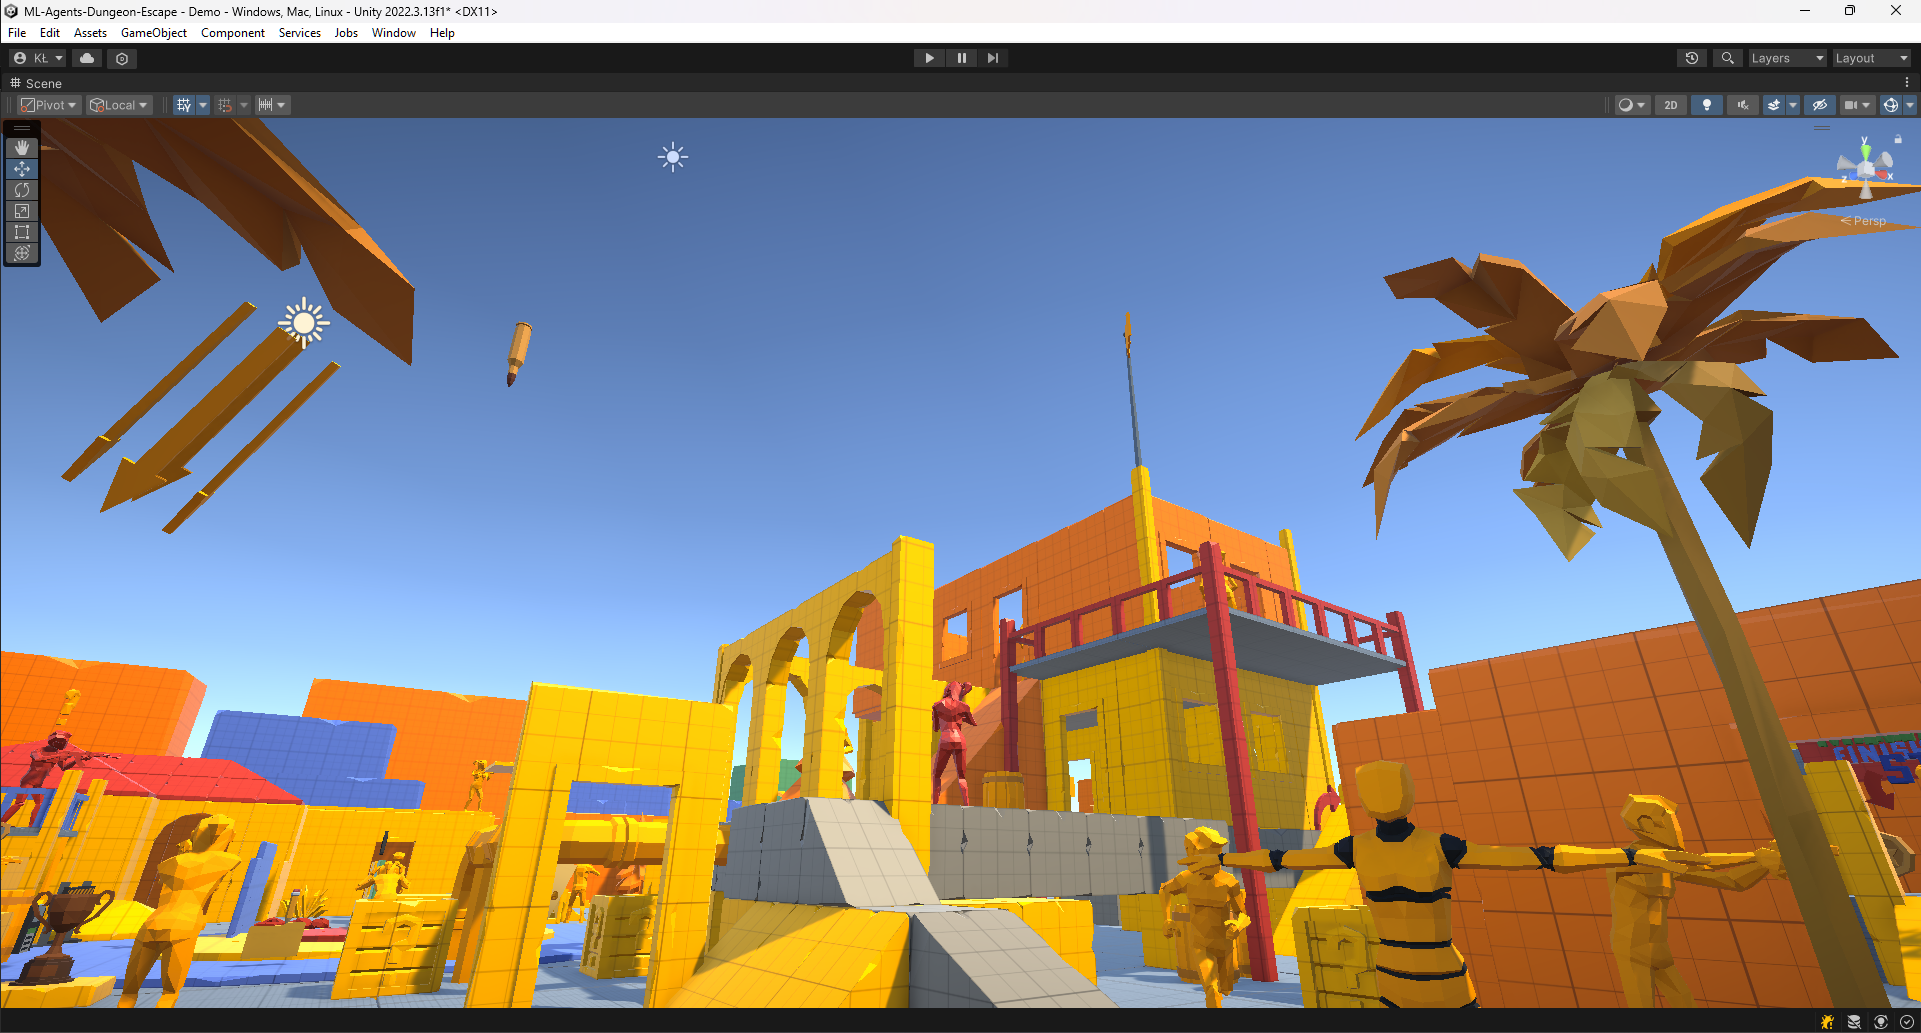 ML-Agents-Dungeon-Escape - Demo - Windows, Mac, Linux - Unity 2022.3.13f1* <DX11>
File Edit Assets GameObject Component Services Jobs Window Help
KŁ Layers Layout
Scene
Pivot Local 2D
y
z x
Persp
FINISH